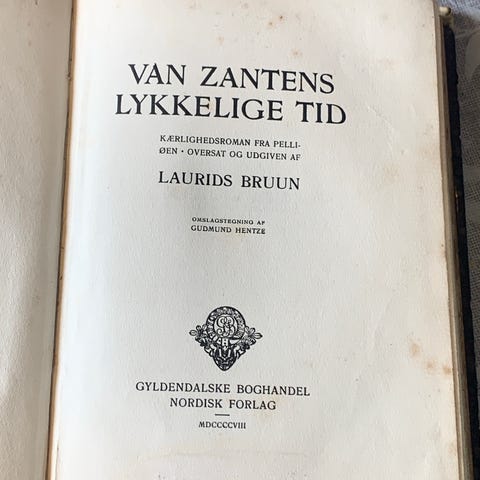 VAN ZANTENS
LYKKELIGE TID
KÆRLIGHEDSROMAN FRA PELLI-
ØEN • OVERSAT OG UDGIVEN AF
LAURIDS BRUUN
OMSLAGSTEGNING AF
GUDMUND HENTZE
GYLDENDALSKE BOGHANDEL
NORDISK FORLAG
MDCCCCVIII